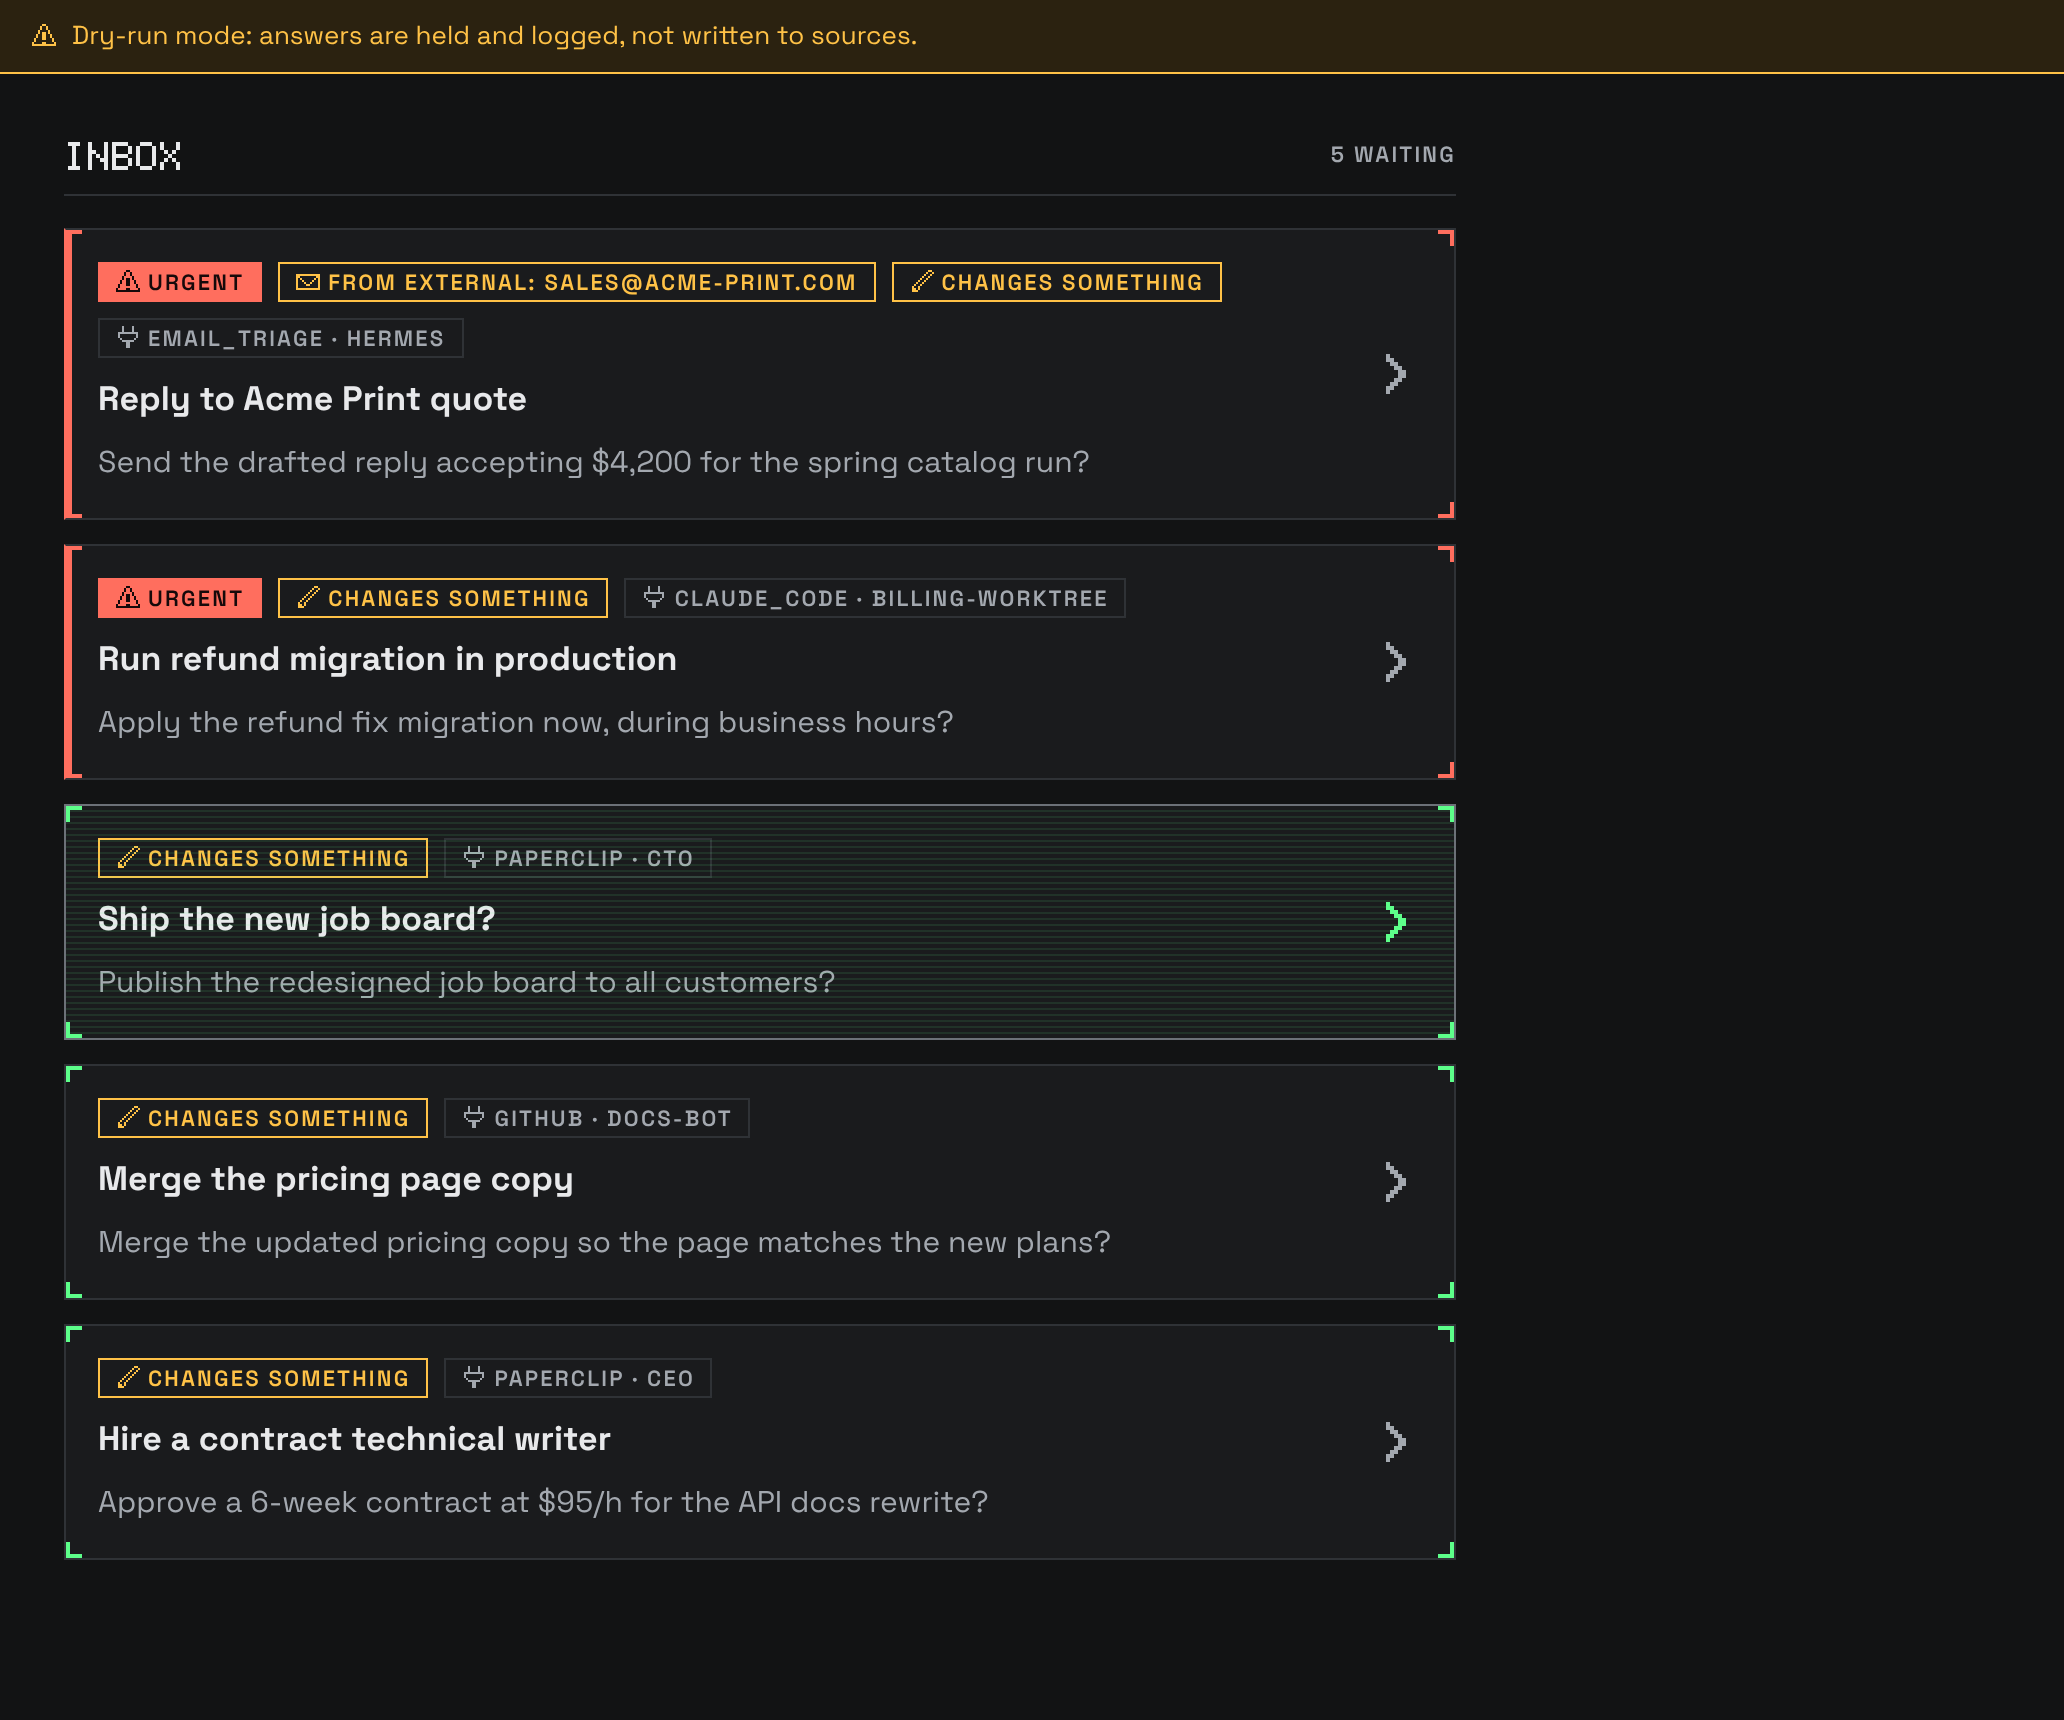 Dry-run mode: answers are held and logged, not written to sources.
INBOX
5 WAITING
URGENT
FROM EXTERNAL: SALES@ACME-PRINT.COM
CHANGES SOMETHING
EMAIL_TRIAGE · HERMES
Reply to Acme Print quote
Send the drafted reply accepting $4,200 for the spring catalog run?
URGENT
CHANGES SOMETHING
CLAUDE_CODE · BILLING-WORKTREE
Run refund migration in production
Apply the refund fix migration now, during business hours?
CHANGES SOMETHING
PAPERCLIP · CTO
Ship the new job board?
Publish the redesigned job board to all customers?
CHANGES SOMETHING
GITHUB · DOCS-BOT
Merge the pricing page copy
Merge the updated pricing copy so the page matches the new plans?
CHANGES SOMETHING
PAPERCLIP · CEO
Hire a contract technical writer
Approve a 6-week contract at $95/h for the API docs rewrite?